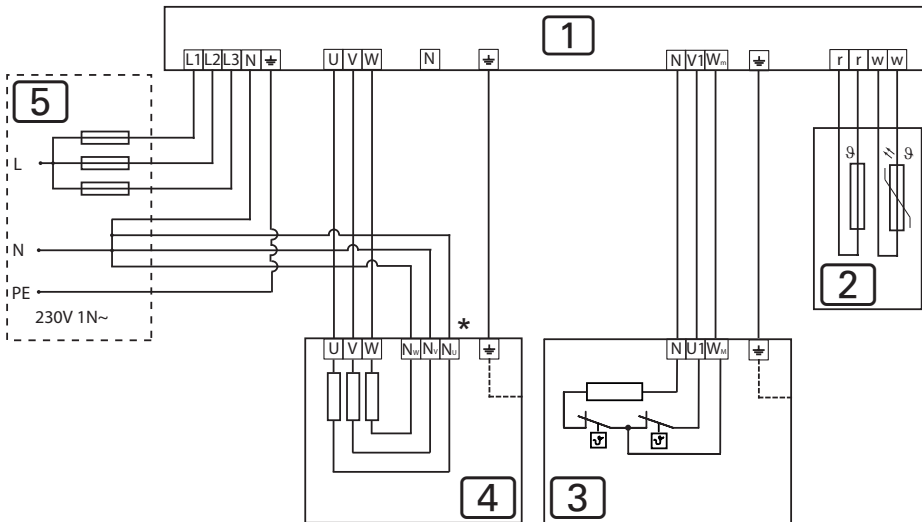 1
L1 L2 L3 N ⏚ U V W N ⏚ N V1 Wm ⏚ r r w w
5
L
ϑ ϑ
N
2
PE
230V 1N~
*
U V W NW NV NU ⏚ N U1 WM ⏚
ϑ ϑ
4 3